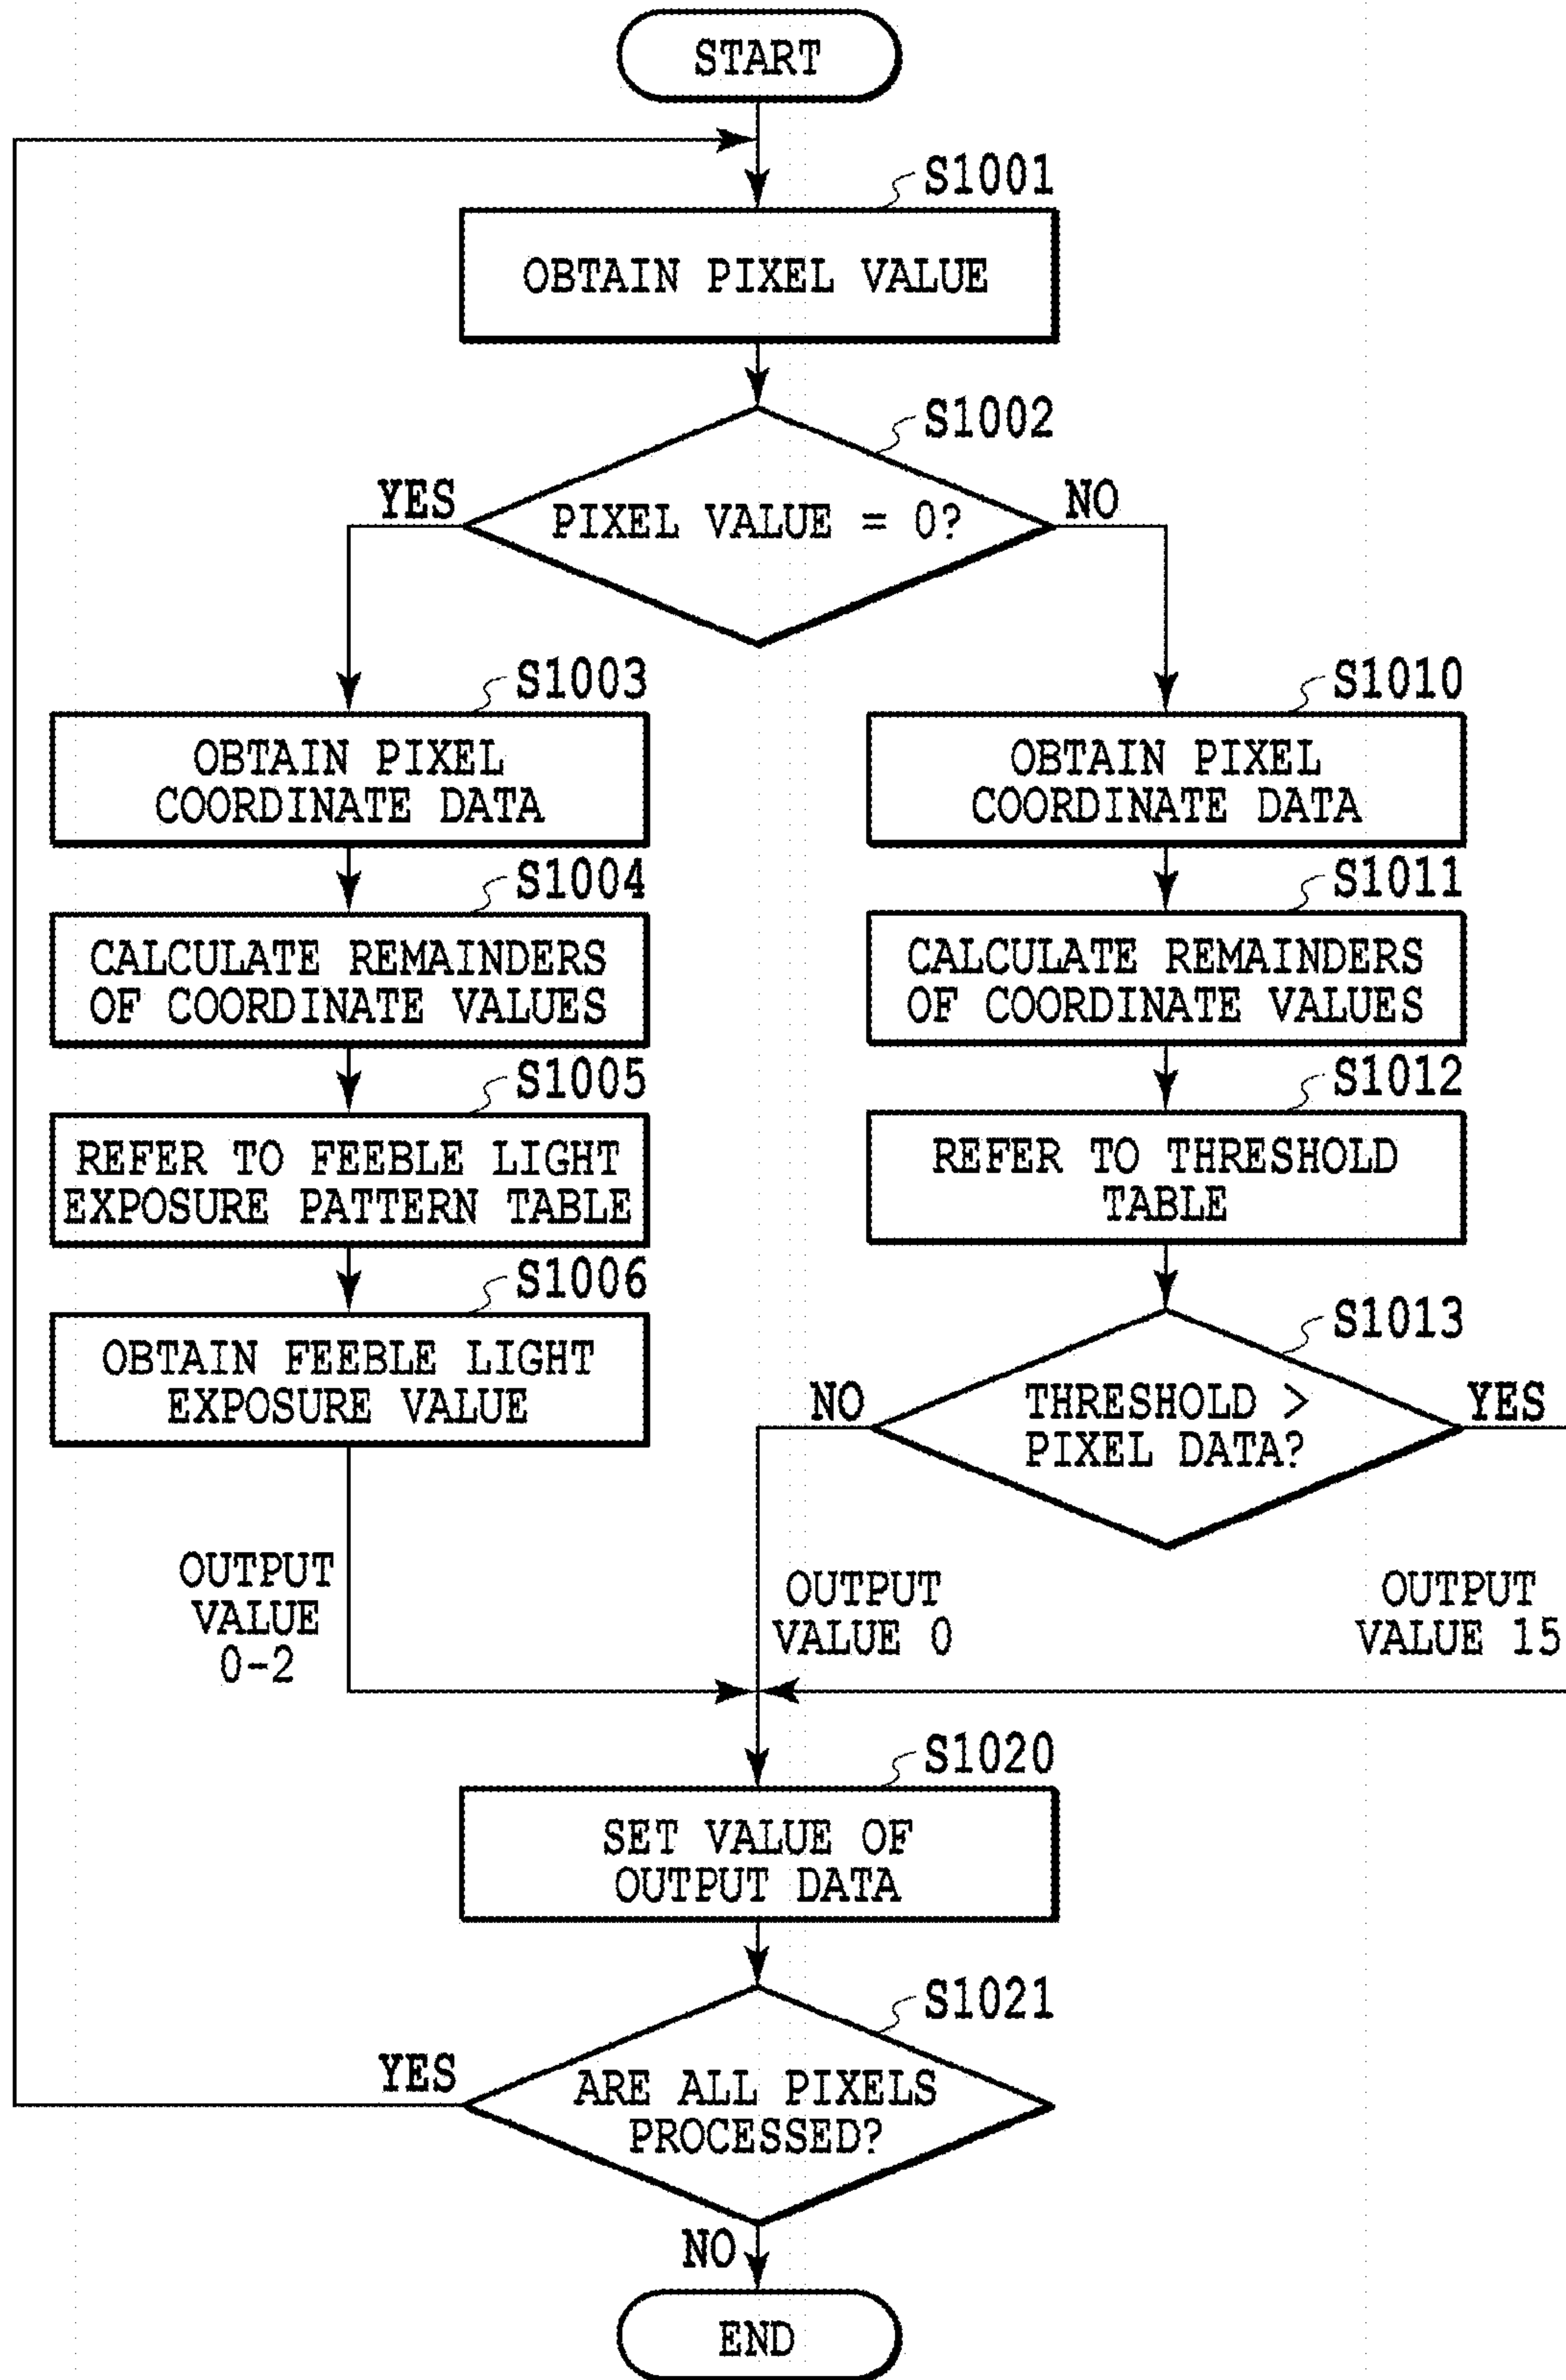 START
S1001
OBTAIN PIXEL VALUE
S1002
YES
PIXEL VALUE = 0?
NO
S1003
OBTAIN PIXEL
COORDINATE DATA
S1004
CALCULATE REMAINDERS
OF COORDINATE VALUES
S1005
REFER TO FEEBLE LIGHT
EXPOSURE PATTERN TABLE
S1006
OBTAIN FEEBLE LIGHT
EXPOSURE VALUE
OUTPUT
VALUE
0-2
S1010
OBTAIN PIXEL
COORDINATE DATA
S1011
CALCULATE REMAINDERS
OF COORDINATE VALUES
S1012
REFER TO THRESHOLD
TABLE
S1013
NO
THRESHOLD >
PIXEL DATA?
YES
OUTPUT
VALUE 0
OUTPUT
VALUE 15
S1020
SET VALUE OF
OUTPUT DATA
S1021
YES
ARE ALL PIXELS
PROCESSED?
NO
END